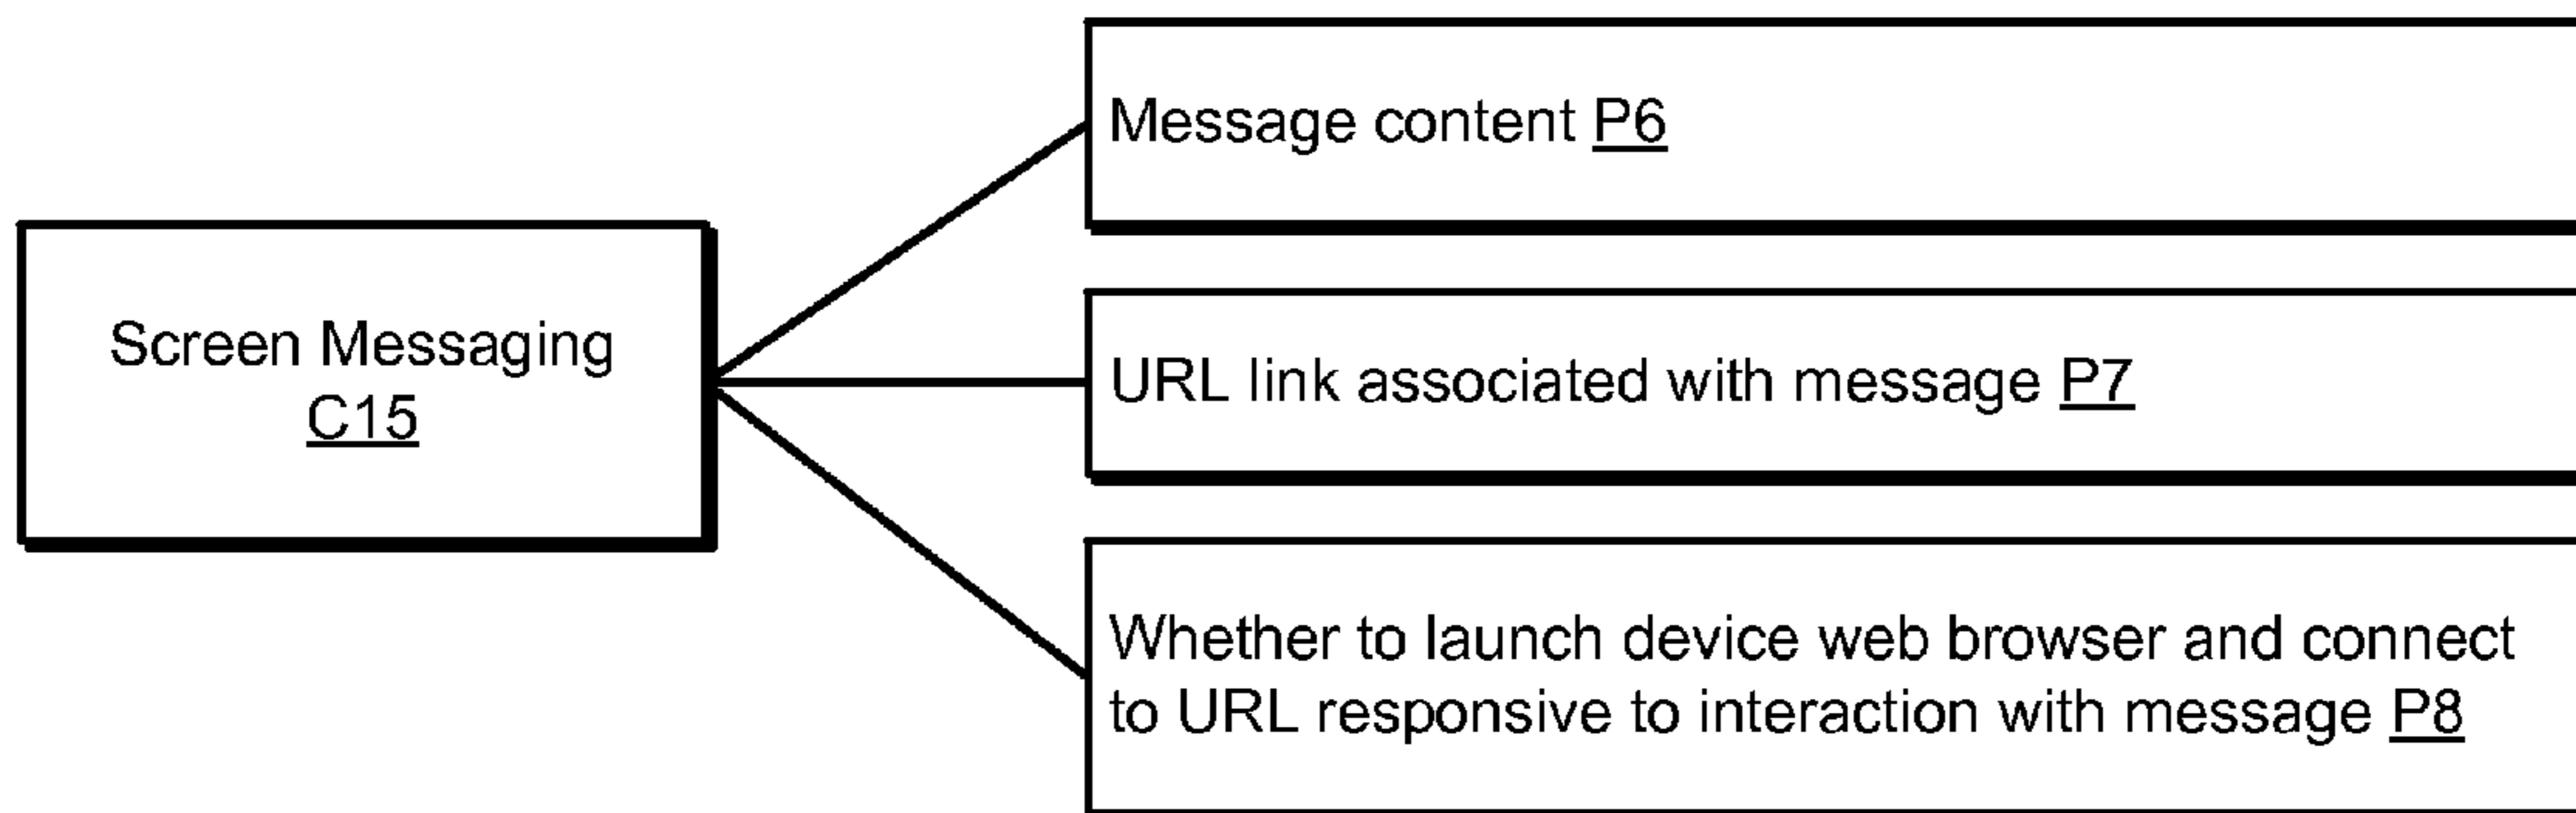 Message content P6
Screen Messaging
C15
URL link associated with message P7
Whether to launch device web browser and connect
to URL responsive to interaction with message P8